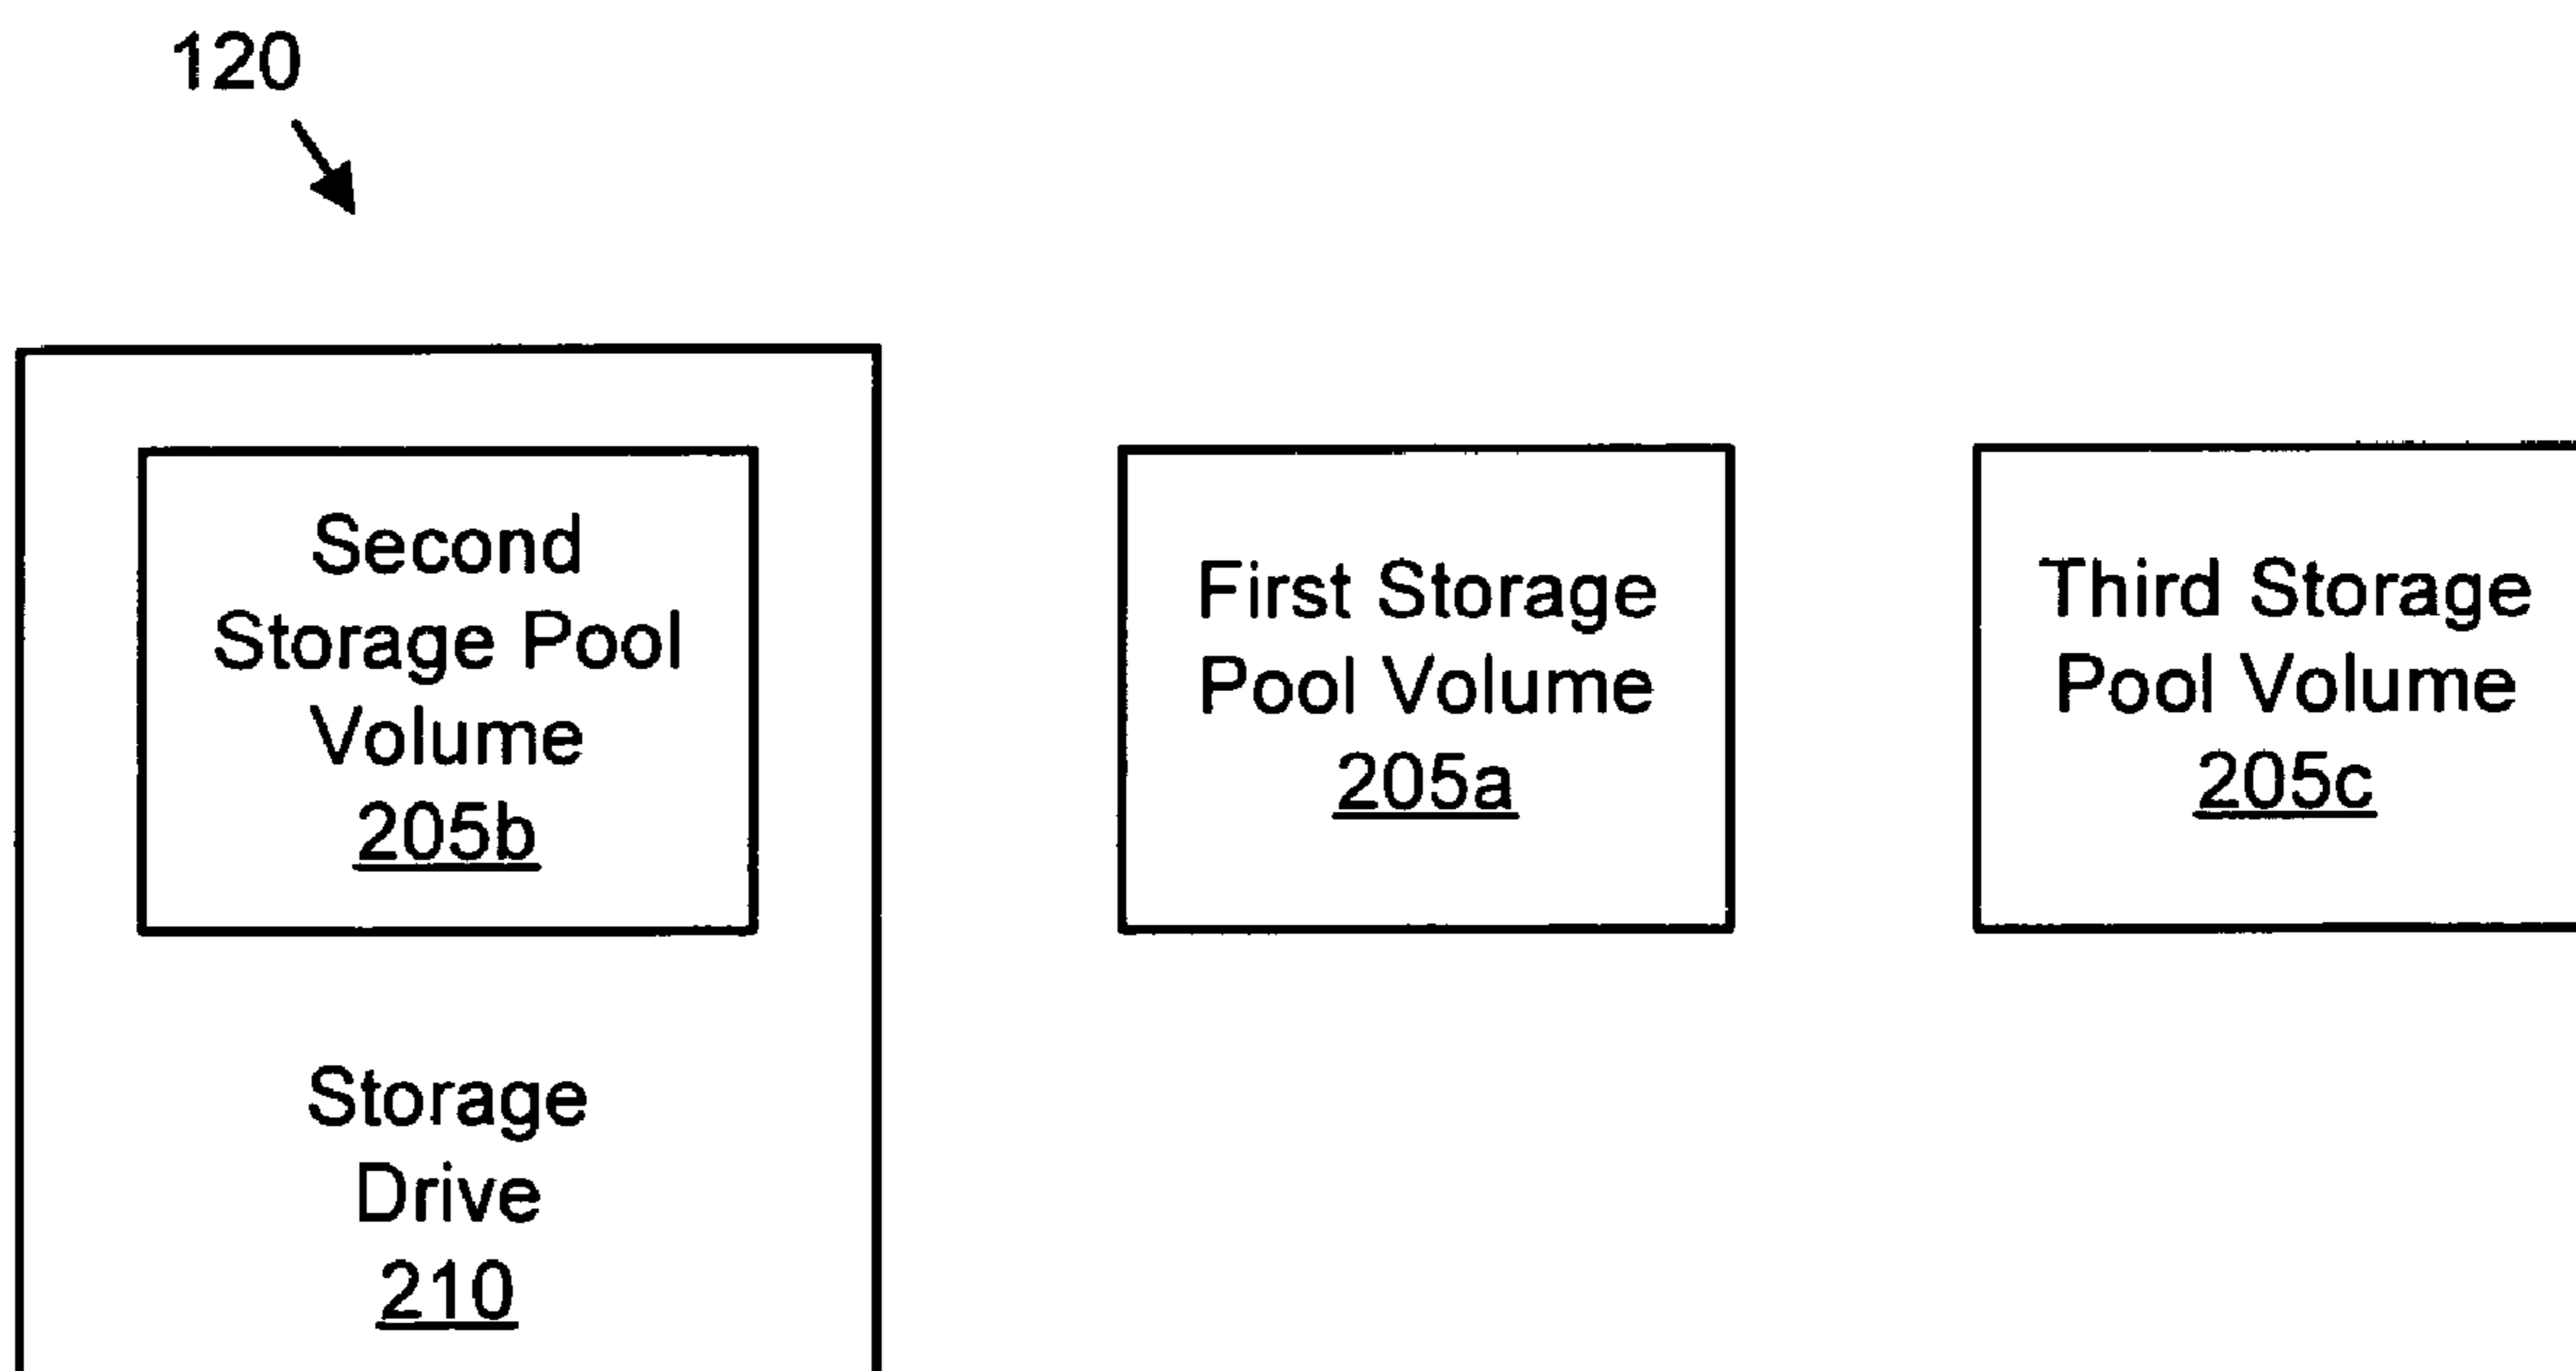 120
Second
Storage Pool
Volume
205b
Storage
Drive
210
First Storage
Pool Volume
205a
Third Storage
Pool Volume
205c